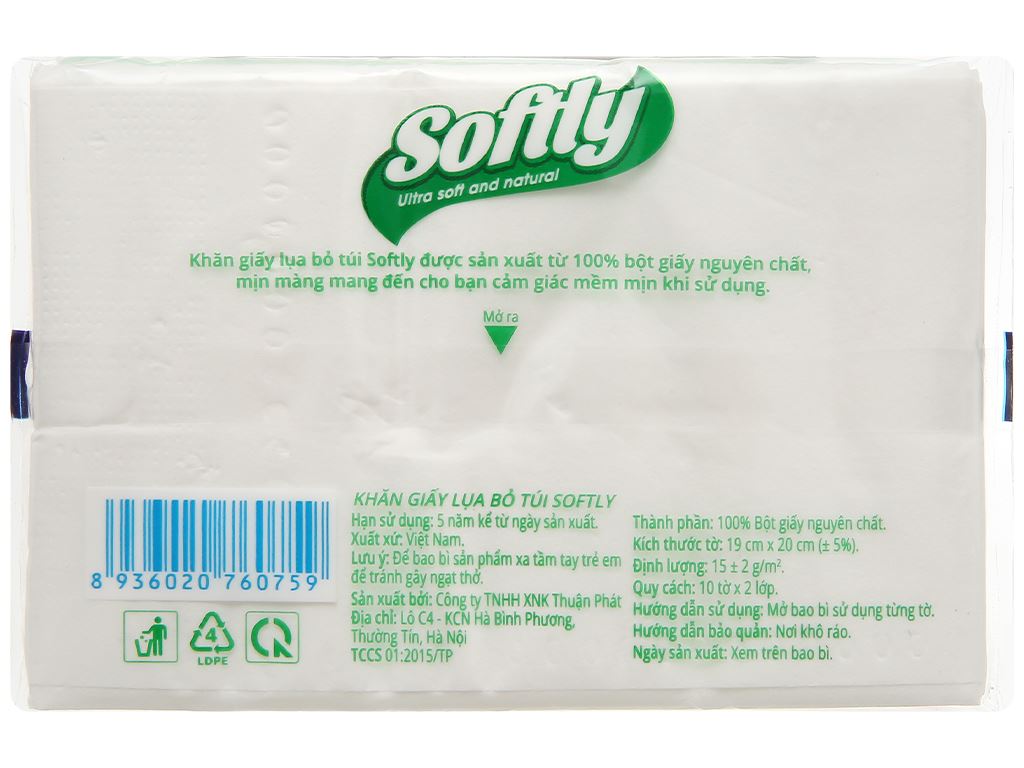 Softly
Ultra soft and natural
Khăn giấy lụa bỏ túi Softly được sản xuất từ 100% bột giấy nguyên chất,
mịn màng mang đến cho bạn cảm giác mềm mịn khi sử dụng.
Mở ra
KHĂN GIẤY LỤA BỎ TÚI SOFTLY
Hạn sử dụng: 5 năm kể từ ngày sản xuất.
Xuất xứ: Việt Nam.
Lưu ý: Để bao bì sản phẩm xa tầm tay trẻ em
để tránh gây ngạt thở.
Sản xuất bởi: Công ty TNHH XNK Thuận Phát
Địa chỉ: Lô C4 - KCN Hà Bình Phương,
Thường Tín, Hà Nội
TCCS 01:2015/TP
Thành phần: 100% Bột giấy nguyên chất.
Kích thước tờ: 19 cm x 20 cm (± 5%).
Định lượng: 15 ± 2 g/m².
Quy cách: 10 tờ x 2 lớp.
Hướng dẫn sử dụng: Mở bao bì sử dụng từng tờ.
Hướng dẫn bảo quản: Nơi khô ráo.
Ngày sản xuất: Xem trên bao bì.
8 936020 760759
4
LDPE